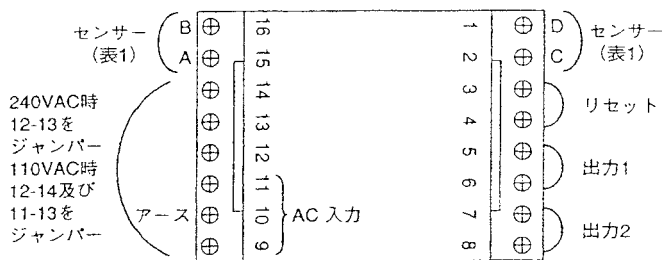 センサー
(表1)
B
A
240VAC時
12-13を
ジャンパー
110VAC時
12-14及び
11-13を
ジャンパー
アース
16
15
14
13
12
11
10
9
AC 入力
1
2
3
4
5
6
7
8
D
C
センサー
(表1)
リセット
出力1
出力2